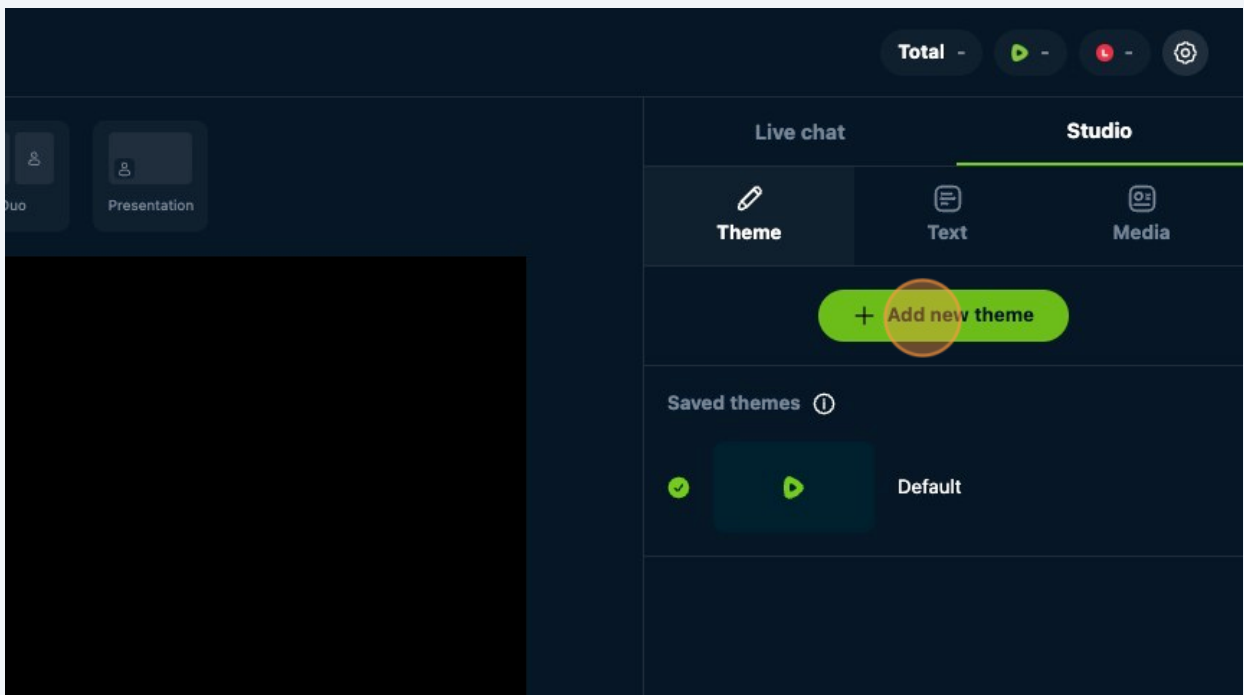 Total -
-
-
Live chat
Studio
Duo
Presentation
Theme
Text
Media
+ Add new theme
Saved themes
Default